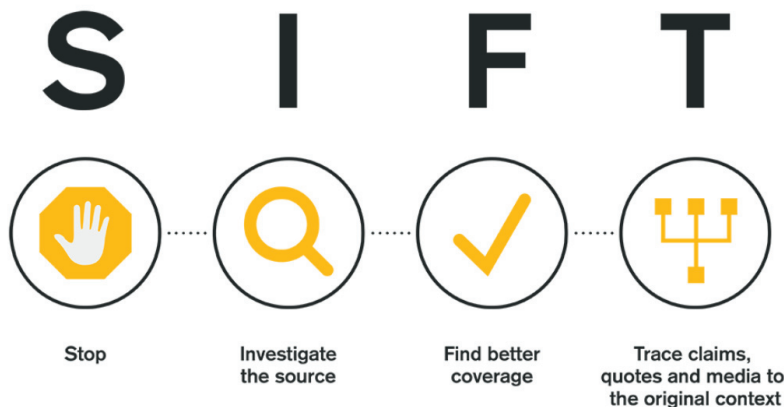 S I F T
Stop
Investigate
the source
Find better
coverage
Trace claims,
quotes and media to
the original context